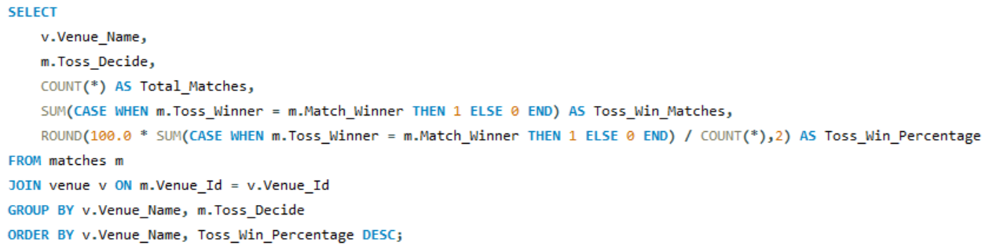 SELECT
    v.Venue_Name,
    m.Toss_Decide,
    COUNT(*) AS Total_Matches,
    SUM(CASE WHEN m.Toss_Winner = m.Match_Winner THEN 1 ELSE 0 END) AS Toss_Win_Matches,
    ROUND(100.0 * SUM(CASE WHEN m.Toss_Winner = m.Match_Winner THEN 1 ELSE 0 END) / COUNT(*),2) AS Toss_Win_Percentage
FROM matches m
JOIN venue v ON m.Venue_Id = v.Venue_Id
GROUP BY v.Venue_Name, m.Toss_Decide
ORDER BY v.Venue_Name, Toss_Win_Percentage DESC;